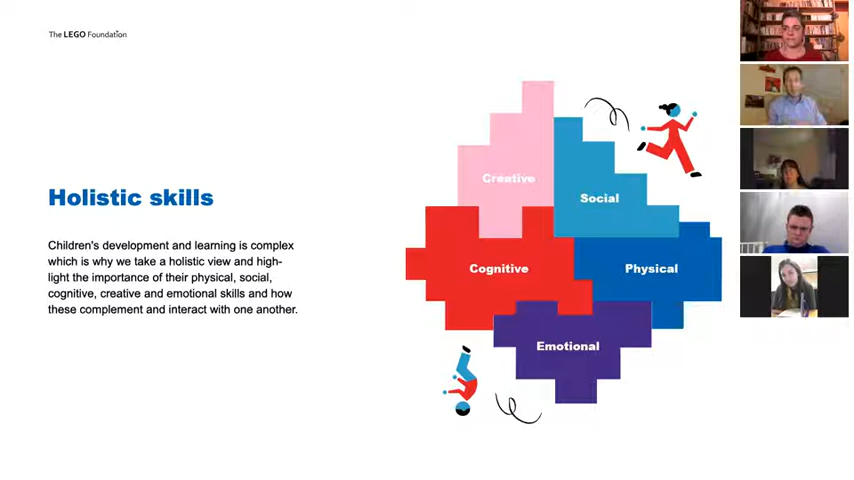 The LEGO Foundation
Holistic skills
Children's development and learning is complex
which is why we take a holistic view and high-
light the importance of their physical, social,
cognitive, creative and emotional skills and how
these complement and interact with one another.
Creative
Social
Cognitive
Physical
Emotional